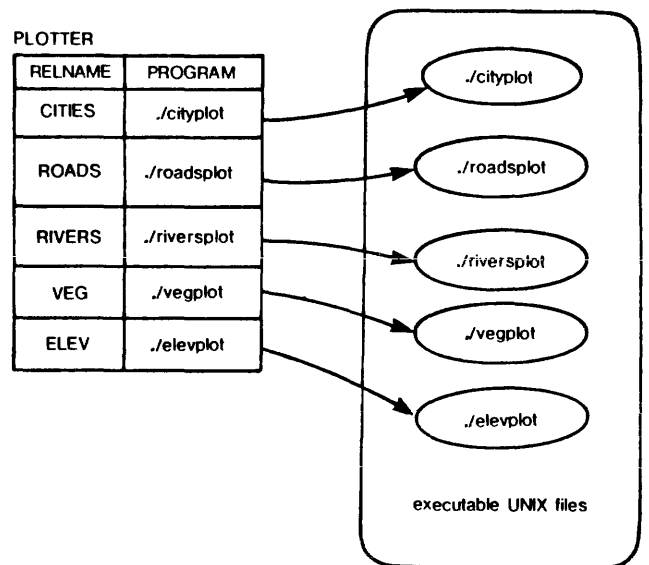 PLOTTER
RELNAME PROGRAM
CITIES ./cityplot
ROADS ./roadsplot
RIVERS ./riversplot
VEG ./vegplot
ELEV ./elevplot
./cityplot
./roadsplot
./riversplot
./vegplot
./elevplot
executable UNIX files